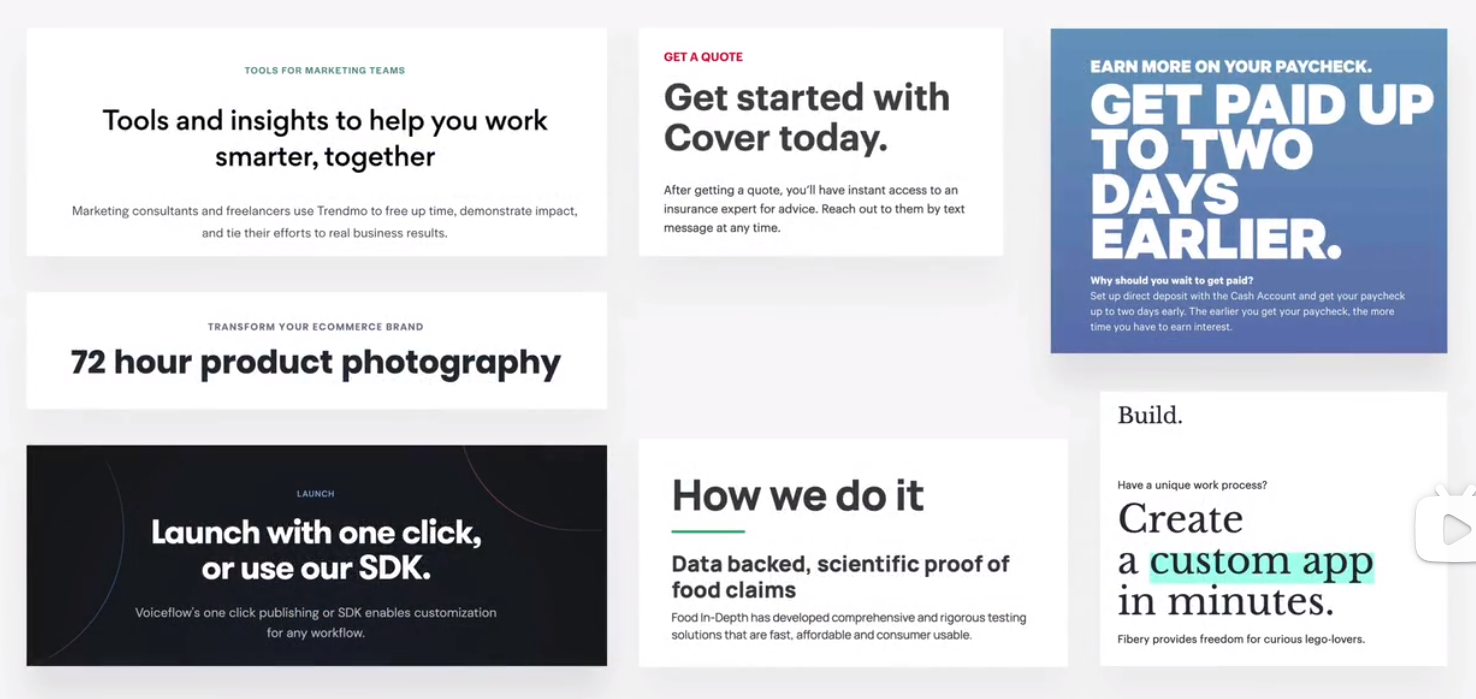 TOOLS FOR MARKETING TEAMS
Tools and insights to help you work
smarter, together
Marketing consultants and freelancers use Trendmo to free up time, demonstrate impact,
and tie their efforts to real business results.
TRANSFORM YOUR ECOMMERCE BRAND
72 hour product photography
LAUNCH
Launch with one click,
or use our SDK.
Voiceflow's one click publishing or SDK enables customization
for any workflow.
GET A QUOTE
Get started with
Cover today.
After getting a quote, you’ll have instant access to an
insurance expert for advice. Reach out to them by text
message at any time.
How we do it
Data backed, scientific proof of
food claims
Food In-Depth has developed comprehensive and rigorous testing
solutions that are fast, affordable and consumer usable.
EARN MORE ON YOUR PAYCHECK.
GET PAID UP
TO TWO
DAYS
EARLIER.
Why should you wait to get paid?
Set up direct deposit with the Cash Account and get your paycheck
up to two days early. The earlier you get your paycheck, the more
time you have to earn interest.
Build.
Have a unique work process?
Create
a custom app
in minutes.
Fibery provides freedom for curious lego-lovers.